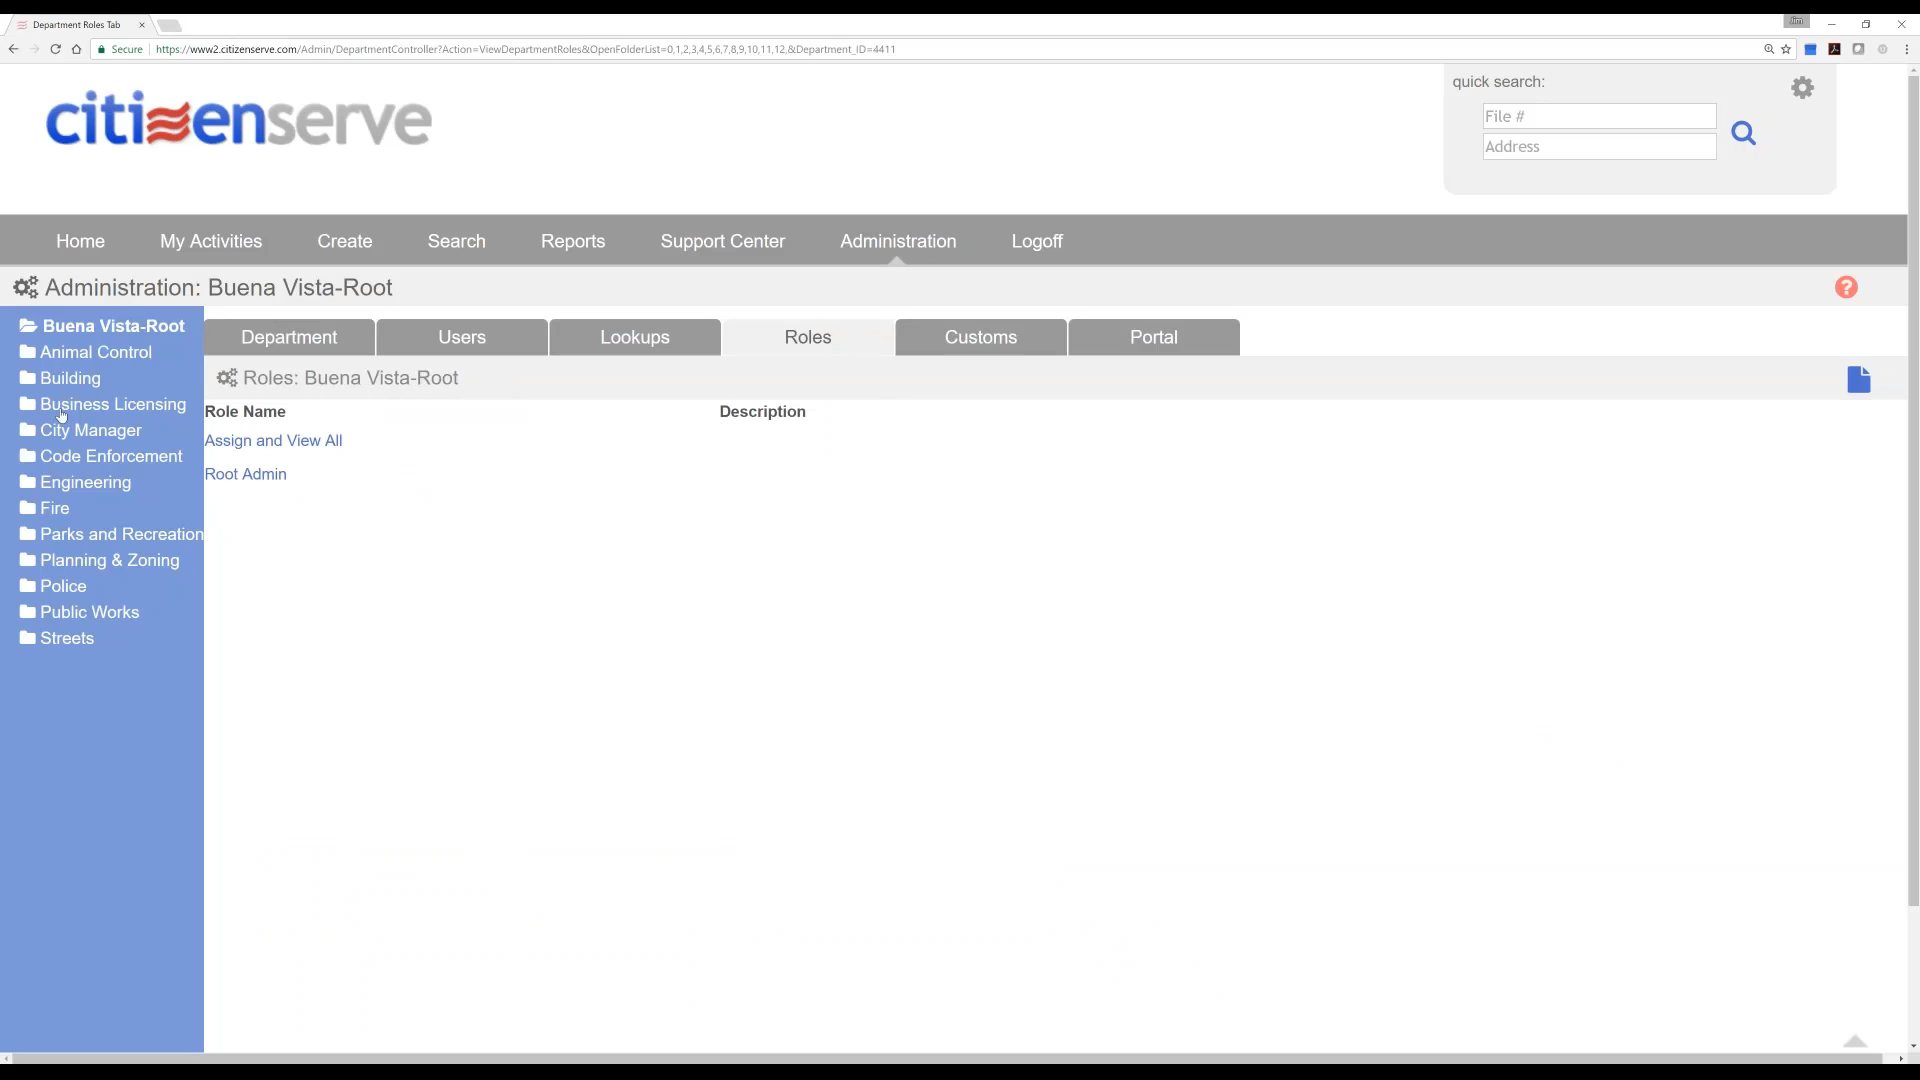 Department Roles Tab
Jim
Secure https://www2.citizenserve.com/Admin/DepartmentController?Action=ViewDepartmentRoles&OpenFolderList=0,1,2,3,4,5,6,7,8,9,10,11,12,&Department_ID=4411
citizenserve
quick search:
File #
Address
Home My Activities Create Search Reports Support Center Administration Logoff
Administration: Buena Vista-Root
?
Buena Vista-Root
Animal Control
Building
Business Licensing
City Manager
Code Enforcement
Engineering
Fire
Parks and Recreation
Planning & Zoning
Police
Public Works
Streets
Department Users Lookups Roles Customs Portal
Roles: Buena Vista-Root
Role Name Description
Assign and View All
Root Admin